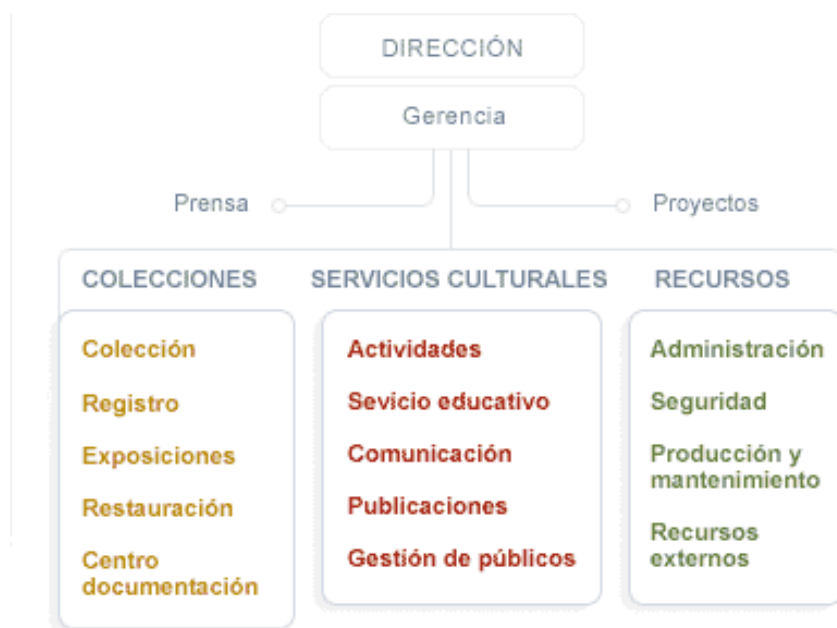 DIRECCIÓN
Gerencia
Prensa
Proyectos
COLECCIONES
SERVICIOS CULTURALES
RECURSOS
Colección
Registro
Exposiciones
Restauración
Centro
documentación
Actividades
Sevicio educativo
Comunicación
Publicaciones
Gestión de públicos
Administración
Seguridad
Producción y
mantenimiento
Recursos
externos